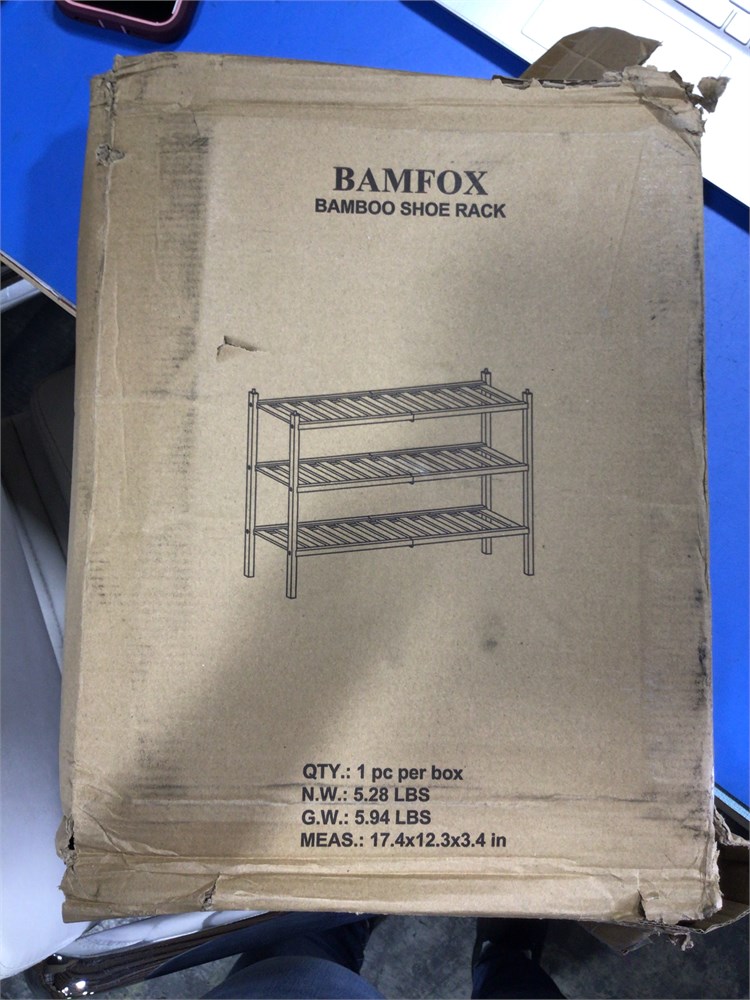 BAMFOX
BAMBOO SHOE RACK
QTY.: 1 pc per box
N.W.: 5.28 LBS
G.W.: 5.94 LBS
MEAS.: 17.4x12.3x3.4 in